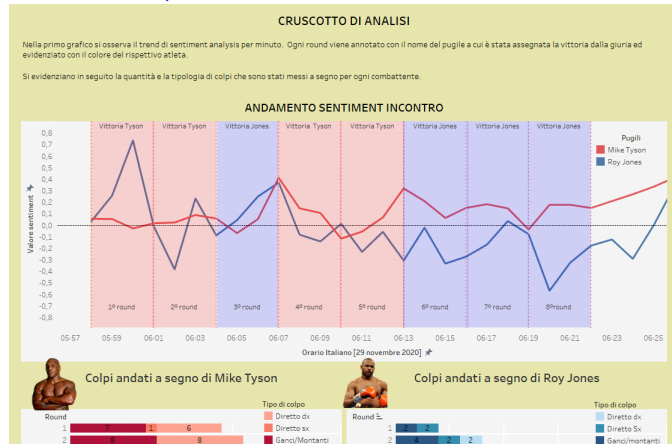 CRUSCOTTO DI ANALISI
Nella primo grafico si osserva il trend di sentiment analysis per minuto. Ogni round viene annotato con il nome del pugile a cui è stata assegnata la vittoria dalla giuria ed
evidenziato con il colore del rispettivo atleta.
Si evidenziano in seguito la quantità e la tipologia di colpi che sono stati messi a segno per ogni combattente.
ANDAMENTO SENTIMENT INCONTRO
Vittoria Tyson Vittoria Tyson Vittoria Jones Vittoria Tyson Vittoria Tyson Vittoria Jones Vittoria Jones Vittoria Jones
Pugili
Mike Tyson
Roy Jones
Valore sentiment
0,8
0,7
0,6
0,5
0,4
0,3
0,2
0,1
0,0
-0,1
-0,2
-0,3
-0,4
-0,5
-0,6
-0,7
-0,8
1º round 2º round 3º round 4º round 5º round 6º round 7º round 8ºround
05-57 05-59 06-01 06-03 06-05 06-07 06-09 06-11 06-13 06-15 06-17 06-19 06-21 06-23 06-25
Orario Italiano [29 novembre 2020]
Colpi andati a segno di Mike Tyson
Tipo di colpo
Diretto dx
Diretto sx
Ganci/Montanti
Round
1 7 1 6
2 8 8
Colpi andati a segno di Roy Jones
Tipo di colpo
Diretto dx
Diretto Sx
Ganci/montanti
Round
1 2 2
2 4 2 2